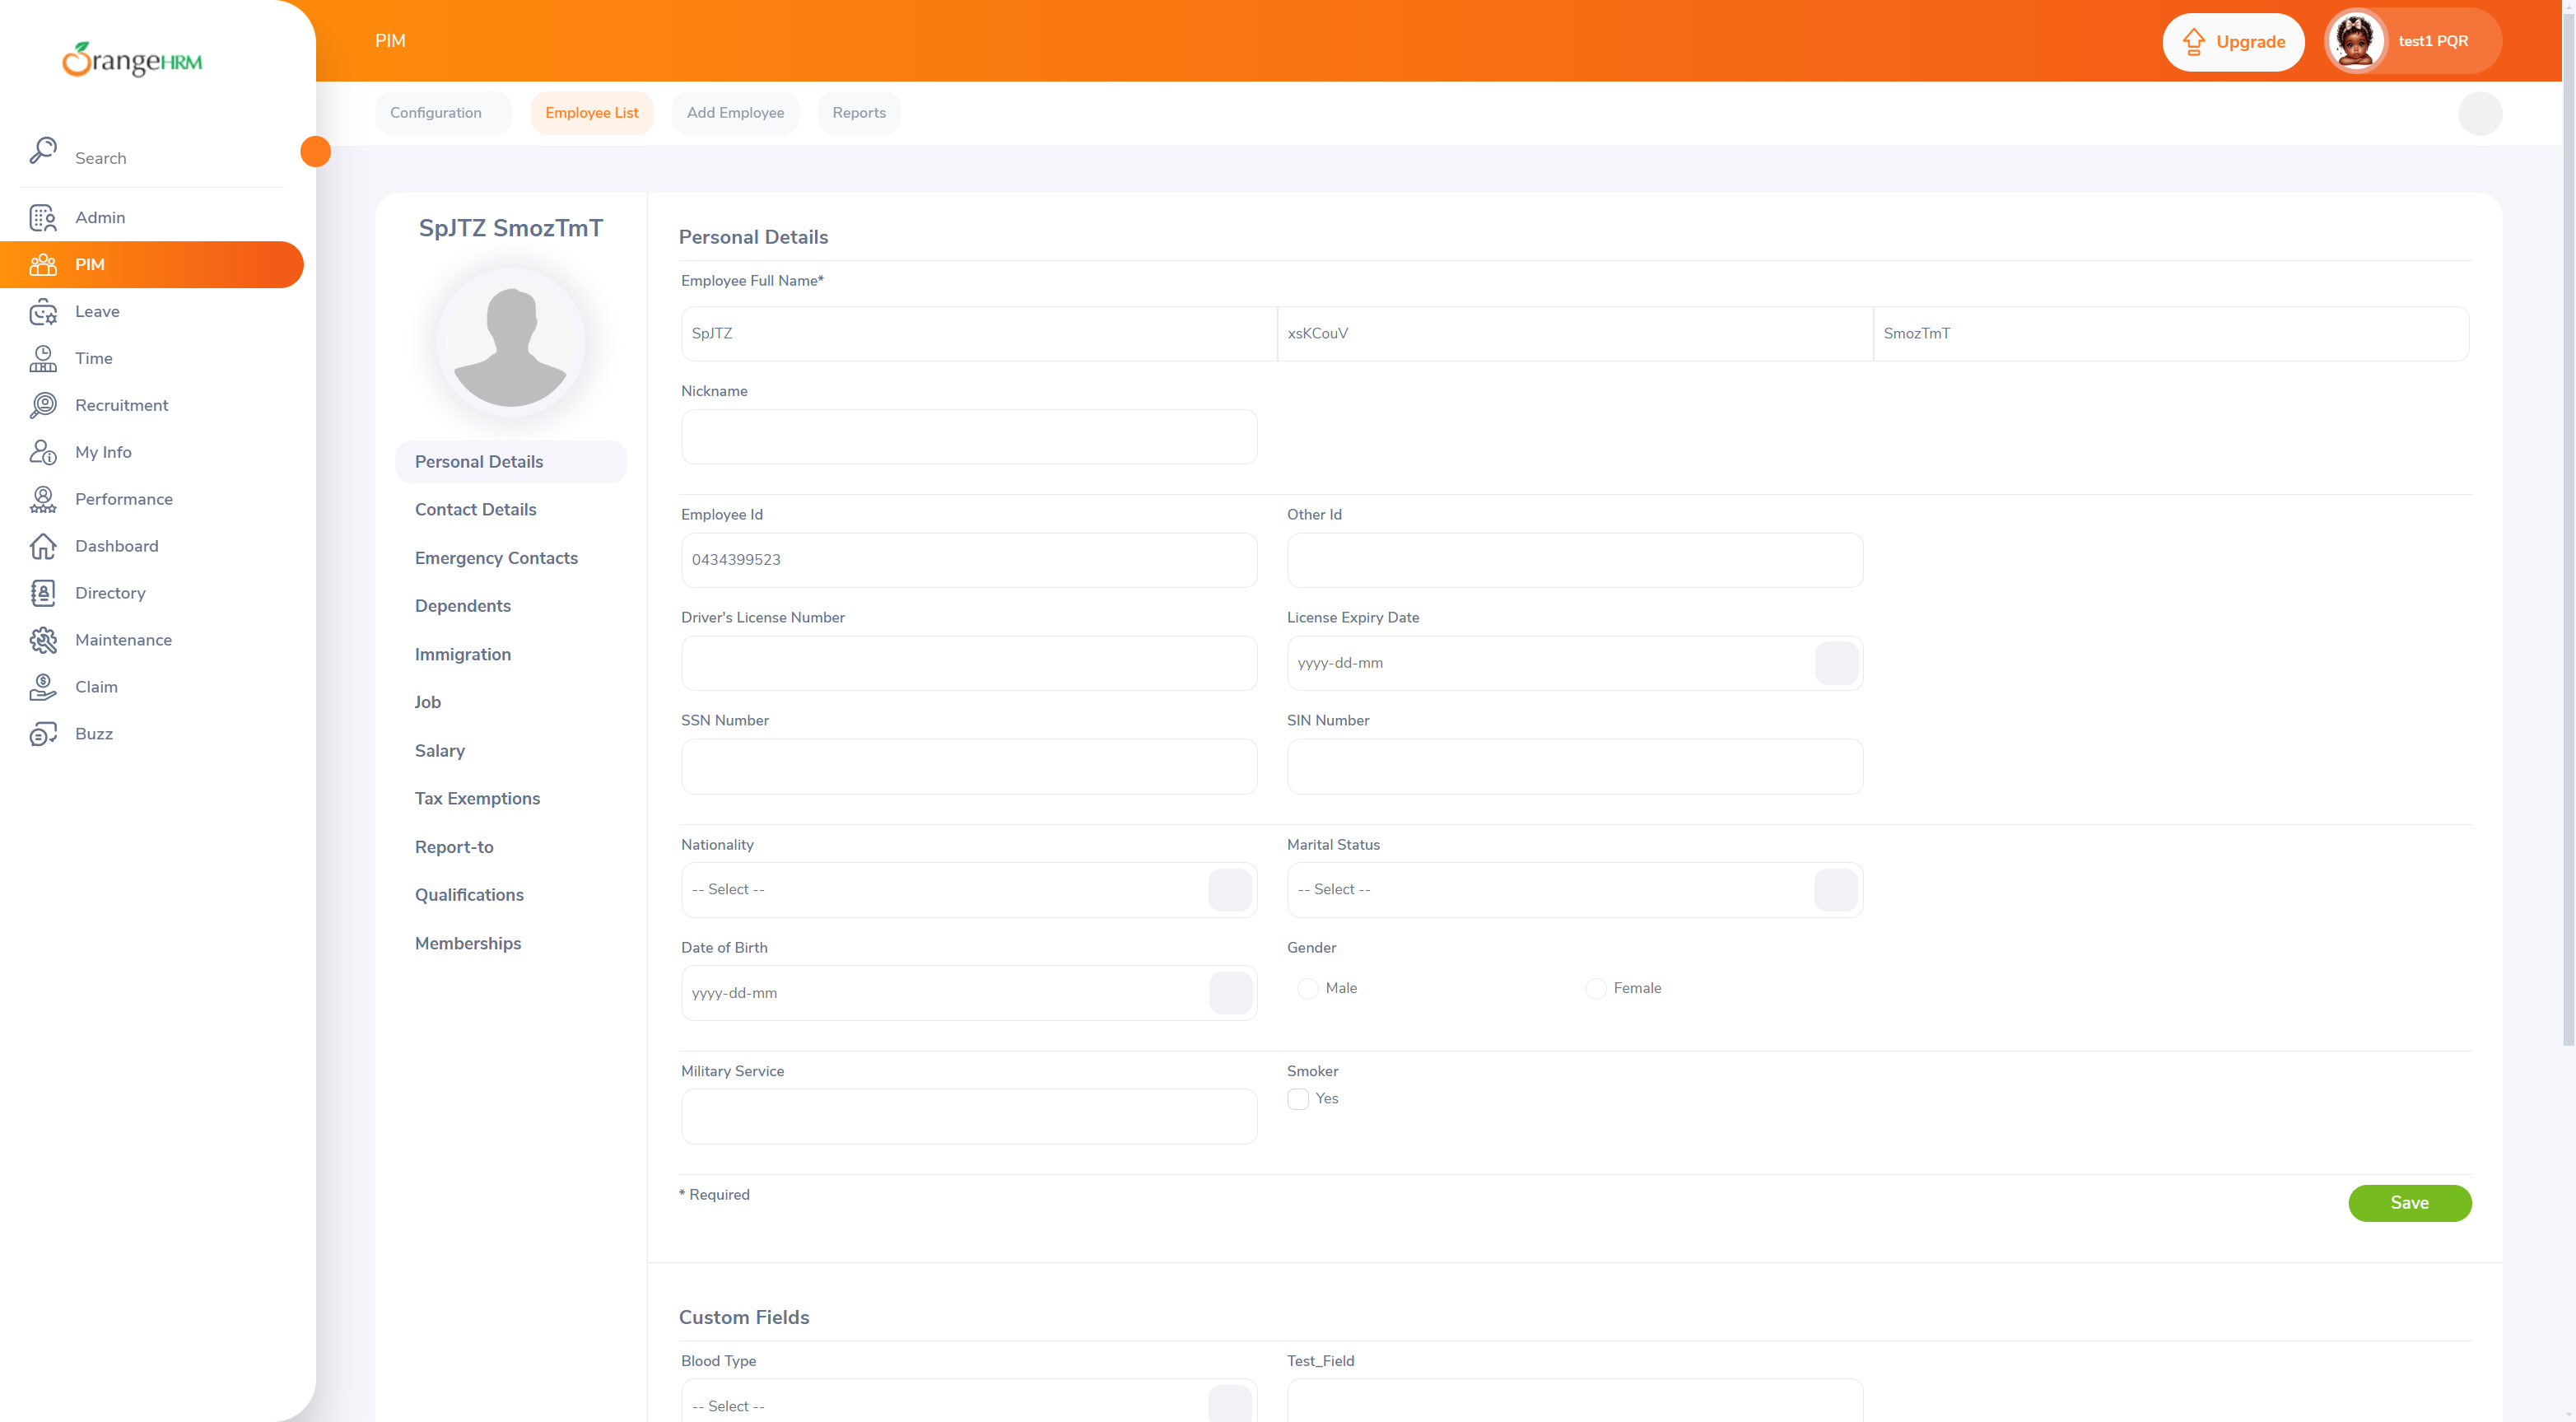 OrangeHRM
Search
Admin
PIM
Leave
Time
Recruitment
My Info
Performance
Dashboard
Directory
Maintenance
Claim
Buzz
PIM
Upgrade
test1 PQR
Configuration
Employee List
Add Employee
Reports
SpJTZ SmozTmT
Personal Details
Contact Details
Emergency Contacts
Dependents
Immigration
Job
Salary
Tax Exemptions
Report-to
Qualifications
Memberships
Personal Details
Employee Full Name*
SpJTZ
xsKCouV
SmozTmT
Nickname
Employee Id
Other Id
0434399523
Driver's License Number
License Expiry Date
yyyy-dd-mm
SSN Number
SIN Number
Nationality
Marital Status
-- Select --
-- Select --
Date of Birth
Gender
yyyy-dd-mm
Male
Female
Military Service
Smoker
Yes
* Required
Save
Custom Fields
Blood Type
Test_Field
-- Select --